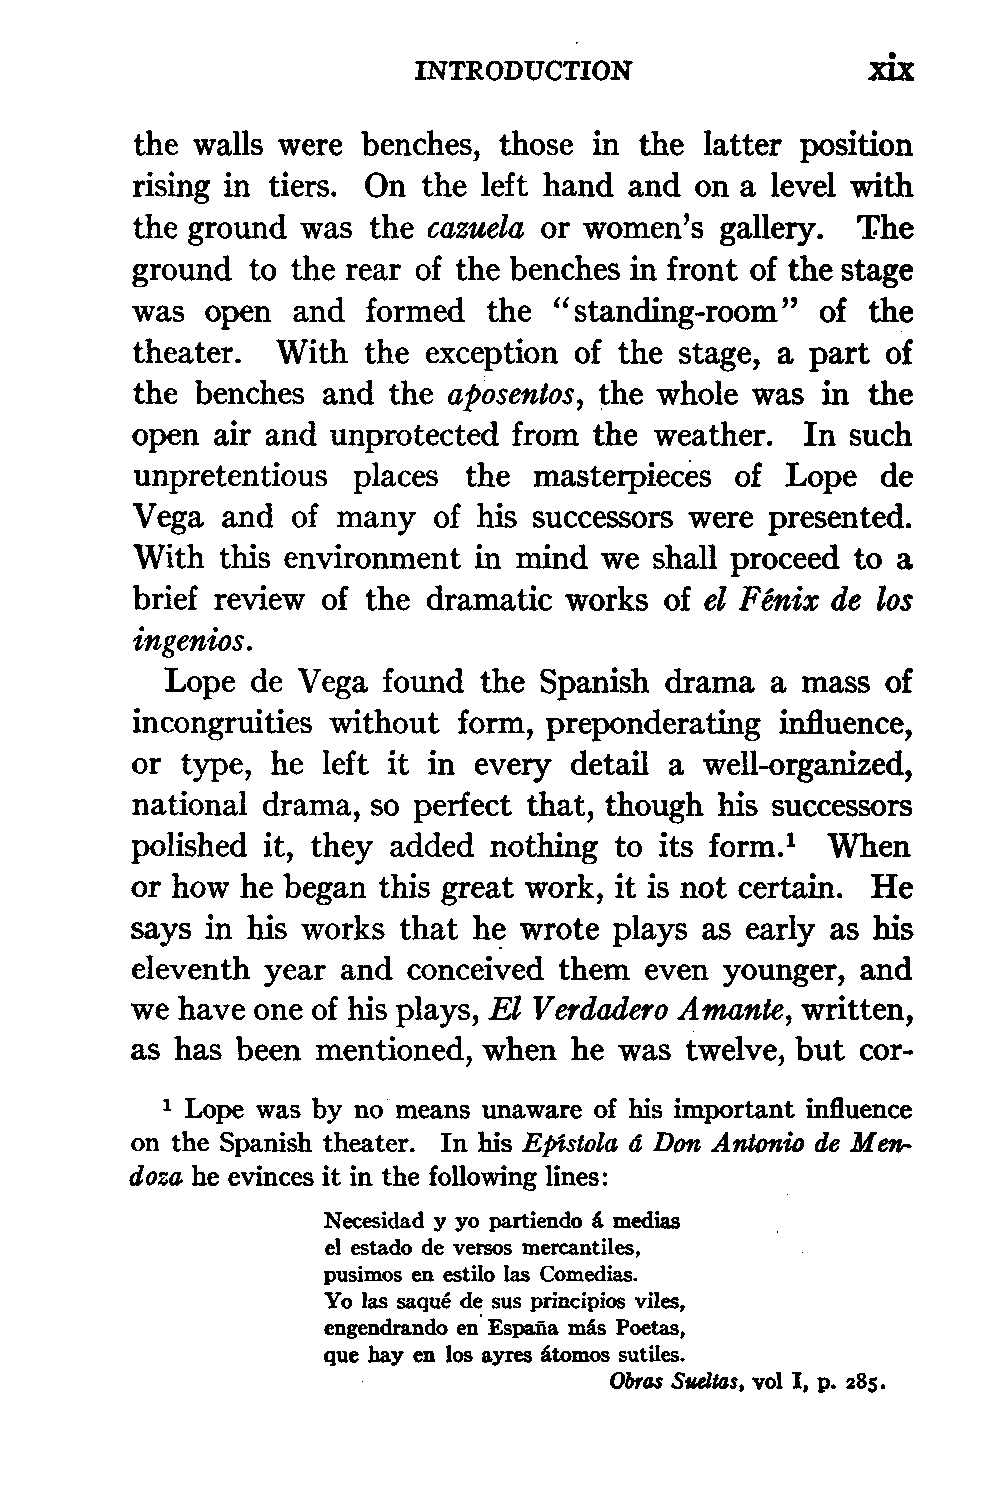 INTRODUCTION xix
the walls were benches, those in the latter position
rising in tiers. On the left hand and on a level with
the ground was the cazuela or women's gallery. The
ground to the rear of the benches in front of the stage
was open and formed the “standing-room” of the
theater. With the exception of the stage, a part of
the benches and the aposentos, the whole was in the
open air and unprotected from the weather. In such
unpretentious places the masterpieces of Lope de
Vega and of many of his successors were presented.
With this environment in mind we shall proceed to a
brief review of the dramatic works of el Fénix de los
ingenios.
Lope de Vega found the Spanish drama a mass of
incongruities without form, preponderating influence,
or type, he left it in every detail a well-organized,
national drama, so perfect that, though his successors
polished it, they added nothing to its form.¹ When
or how he began this great work, it is not certain. He
says in his works that he wrote plays as early as his
eleventh year and conceived them even younger, and
we have one of his plays, El Verdadero Amante, written,
as has been mentioned, when he was twelve, but cor-
¹ Lope was by no means unaware of his important influence
on the Spanish theater. In his Epístola á Don Antonio de Men-
doza he evinces it in the following lines:
Necesidad y yo partiendo á medias
el estado de versos mercantiles,
pusimos en estilo las Comedias.
Yo las saqué de sus principios viles,
engendrando en España más Poetas,
que hay en los ayres átomos sutiles.
Obras Sueltas, vol I, p. 285.